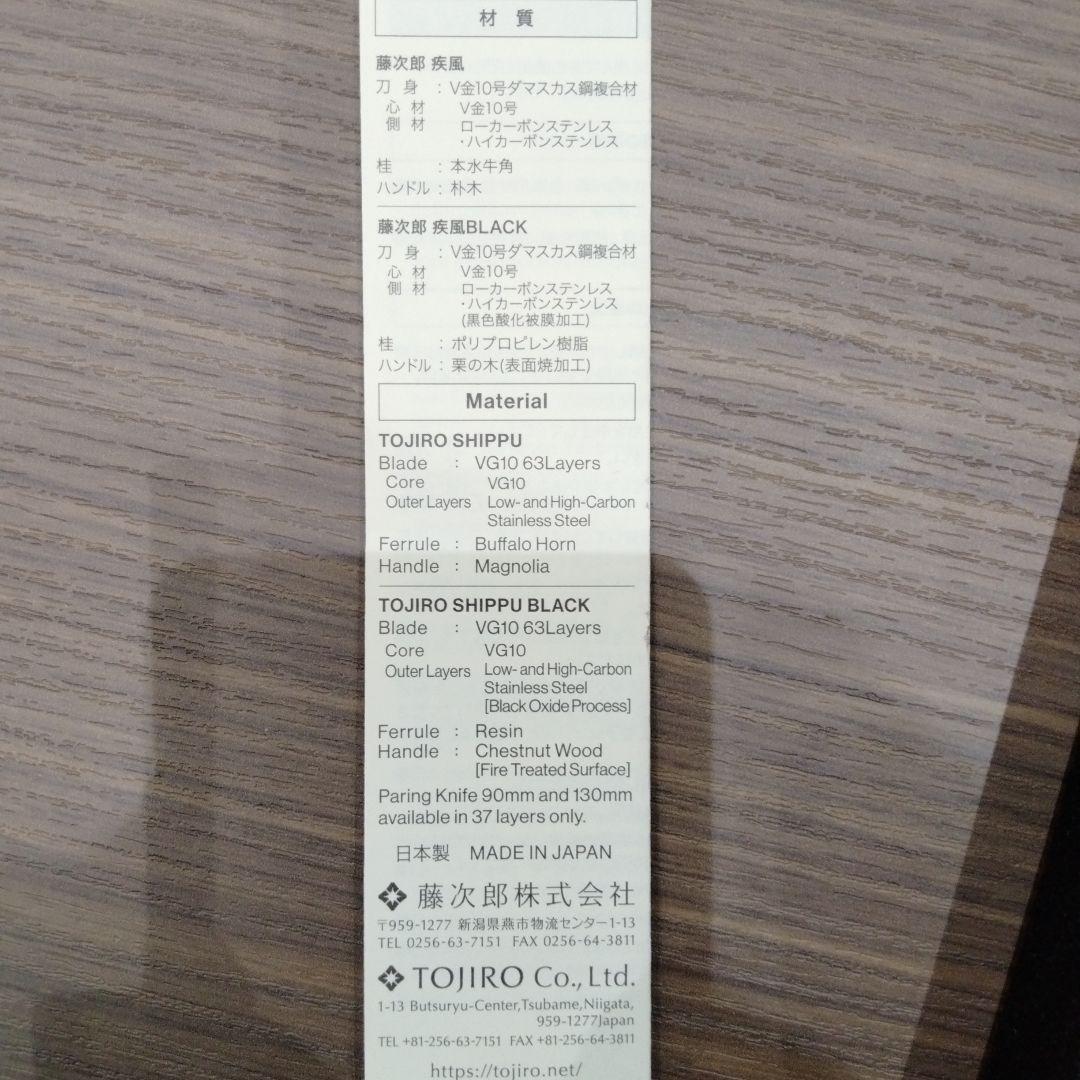 材 質
藤次郎 疾風
刀 身 : V金10号ダマスカス鋼複合材
心 材 V金10号
側 材 ローカーボンステンレス
・ハイカーボンステンレス
桂 : 本水牛角
ハンドル : 朴木
藤次郎 疾風BLACK
刀 身 : V金10号ダマスカス鋼複合材
心 材 V金10号
側 材 ローカーボンステンレス
・ハイカーボンステンレス
(黒色酸化被膜加工)
桂 : ポリプロピレン樹脂
ハンドル : 栗の木(表面焼加工)
Material
TOJIRO SHIPPU
Blade : VG10 63Layers
Core VG10
Outer Layers Low- and High-Carbon
Stainless Steel
Ferrule : Buffalo Horn
Handle : Magnolia
TOJIRO SHIPPU BLACK
Blade : VG10 63Layers
Core VG10
Outer Layers Low- and High-Carbon
Stainless Steel
[Black Oxide Process]
Ferrule : Resin
Handle : Chestnut Wood
[Fire Treated Surface]
Paring Knife 90mm and 130mm
available in 37 layers only.
日本製 MADE IN JAPAN
藤次郎株式会社
〒959-1277 新潟県燕市物流センター1-13
TEL 0256-63-7151 FAX 0256-64-3811
TOJIRO Co., Ltd.
1-13 Butsuryu-Center,Tsubame,Niigata,
959-1277Japan
TEL +81-256-63-7151 FAX +81-256-64-3811
https://tojiro.net/